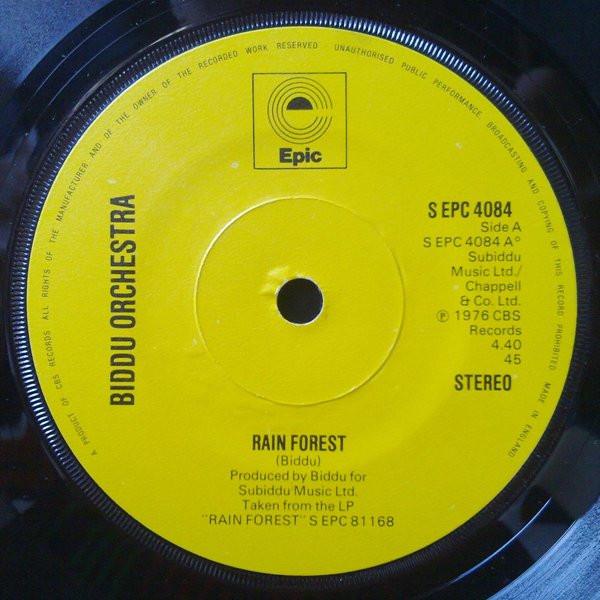 A PRODUCT OF CBS RECORDS ALL RIGHTS OF THE MANUFACTURER AND OF THE OWNER OF THE RECORDED WORK RESERVED UNAUTHORISED PUBLIC PERFORMANCE BROADCASTING AND COPYING OF THIS RECORD PROHIBITED MADE IN ENGLAND
Epic
BIDDU ORCHESTRA
S EPC 4084
Side A
S EPC 4084 A°
Subiddu
Music Ltd./
Chappell
& Co. Ltd.
℗ 1976 CBS
Records
4.40
45
STEREO
RAIN FOREST
(Biddu)
Produced by Biddu for
Subiddu Music Ltd.
Taken from the LP
"RAIN FOREST" S EPC 81168